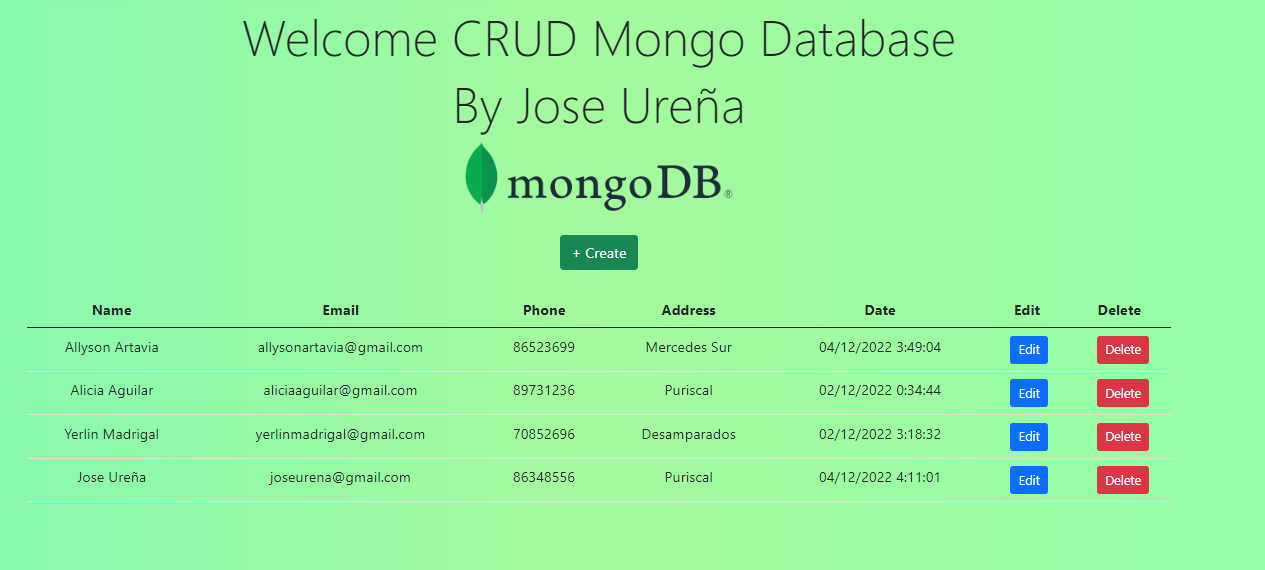 Welcome CRUD Mongo Database
By Jose Ureña
mongoDB®
+ Create
Name Email Phone Address Date Edit Delete
Allyson Artavia allysonartavia@gmail.com 86523699 Mercedes Sur 04/12/2022 3:49:04 Edit Delete
Alicia Aguilar aliciaaguilar@gmail.com 89731236 Puriscal 02/12/2022 0:34:44 Edit Delete
Yerlin Madrigal yerlinmadrigal@gmail.com 70852696 Desamparados 02/12/2022 3:18:32 Edit Delete
Jose Ureña joseurena@gmail.com 86348556 Puriscal 04/12/2022 4:11:01 Edit Delete